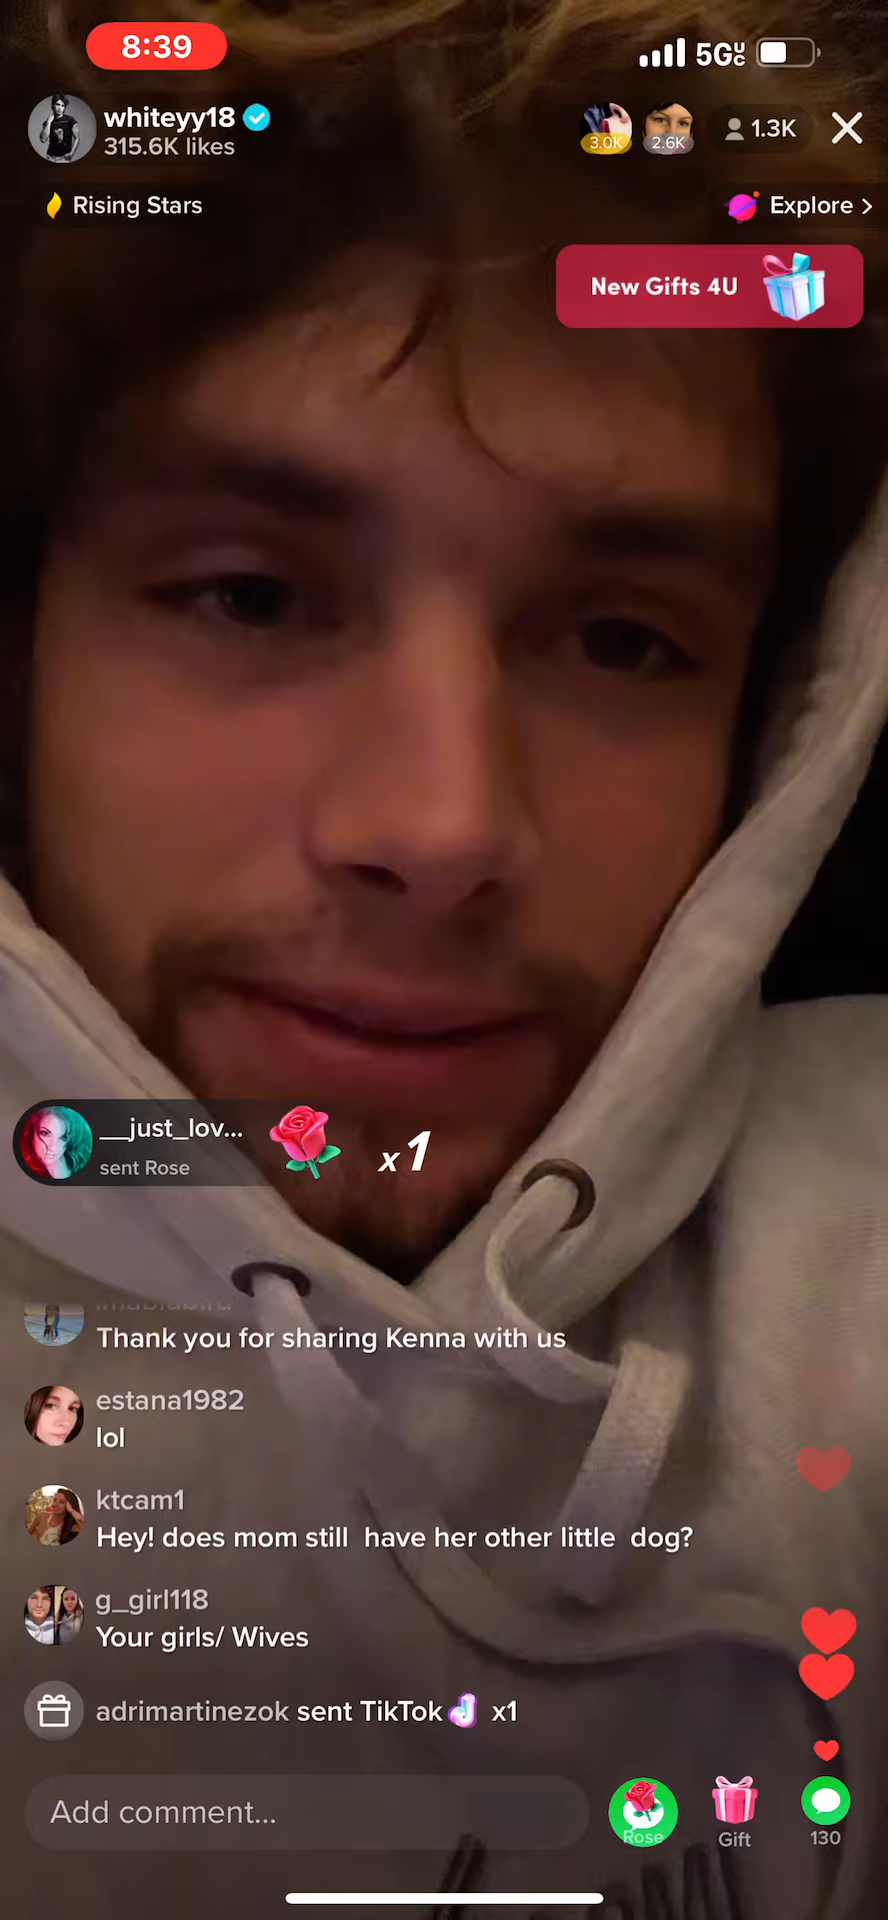 8:39
5G UC
whiteyy18
315.6K likes
3.0K
2.6K
1.3K
Rising Stars
Explore >
New Gifts 4U
__just_lov...
sent Rose
x1
Thank you for sharing Kenna with us
estana1982
lol
ktcam1
Hey! does mom still have her other little dog?
g_girl118
Your girls/ Wives
adrimartinezok sent TikTok x1
Add comment...
Rose
Gift
130